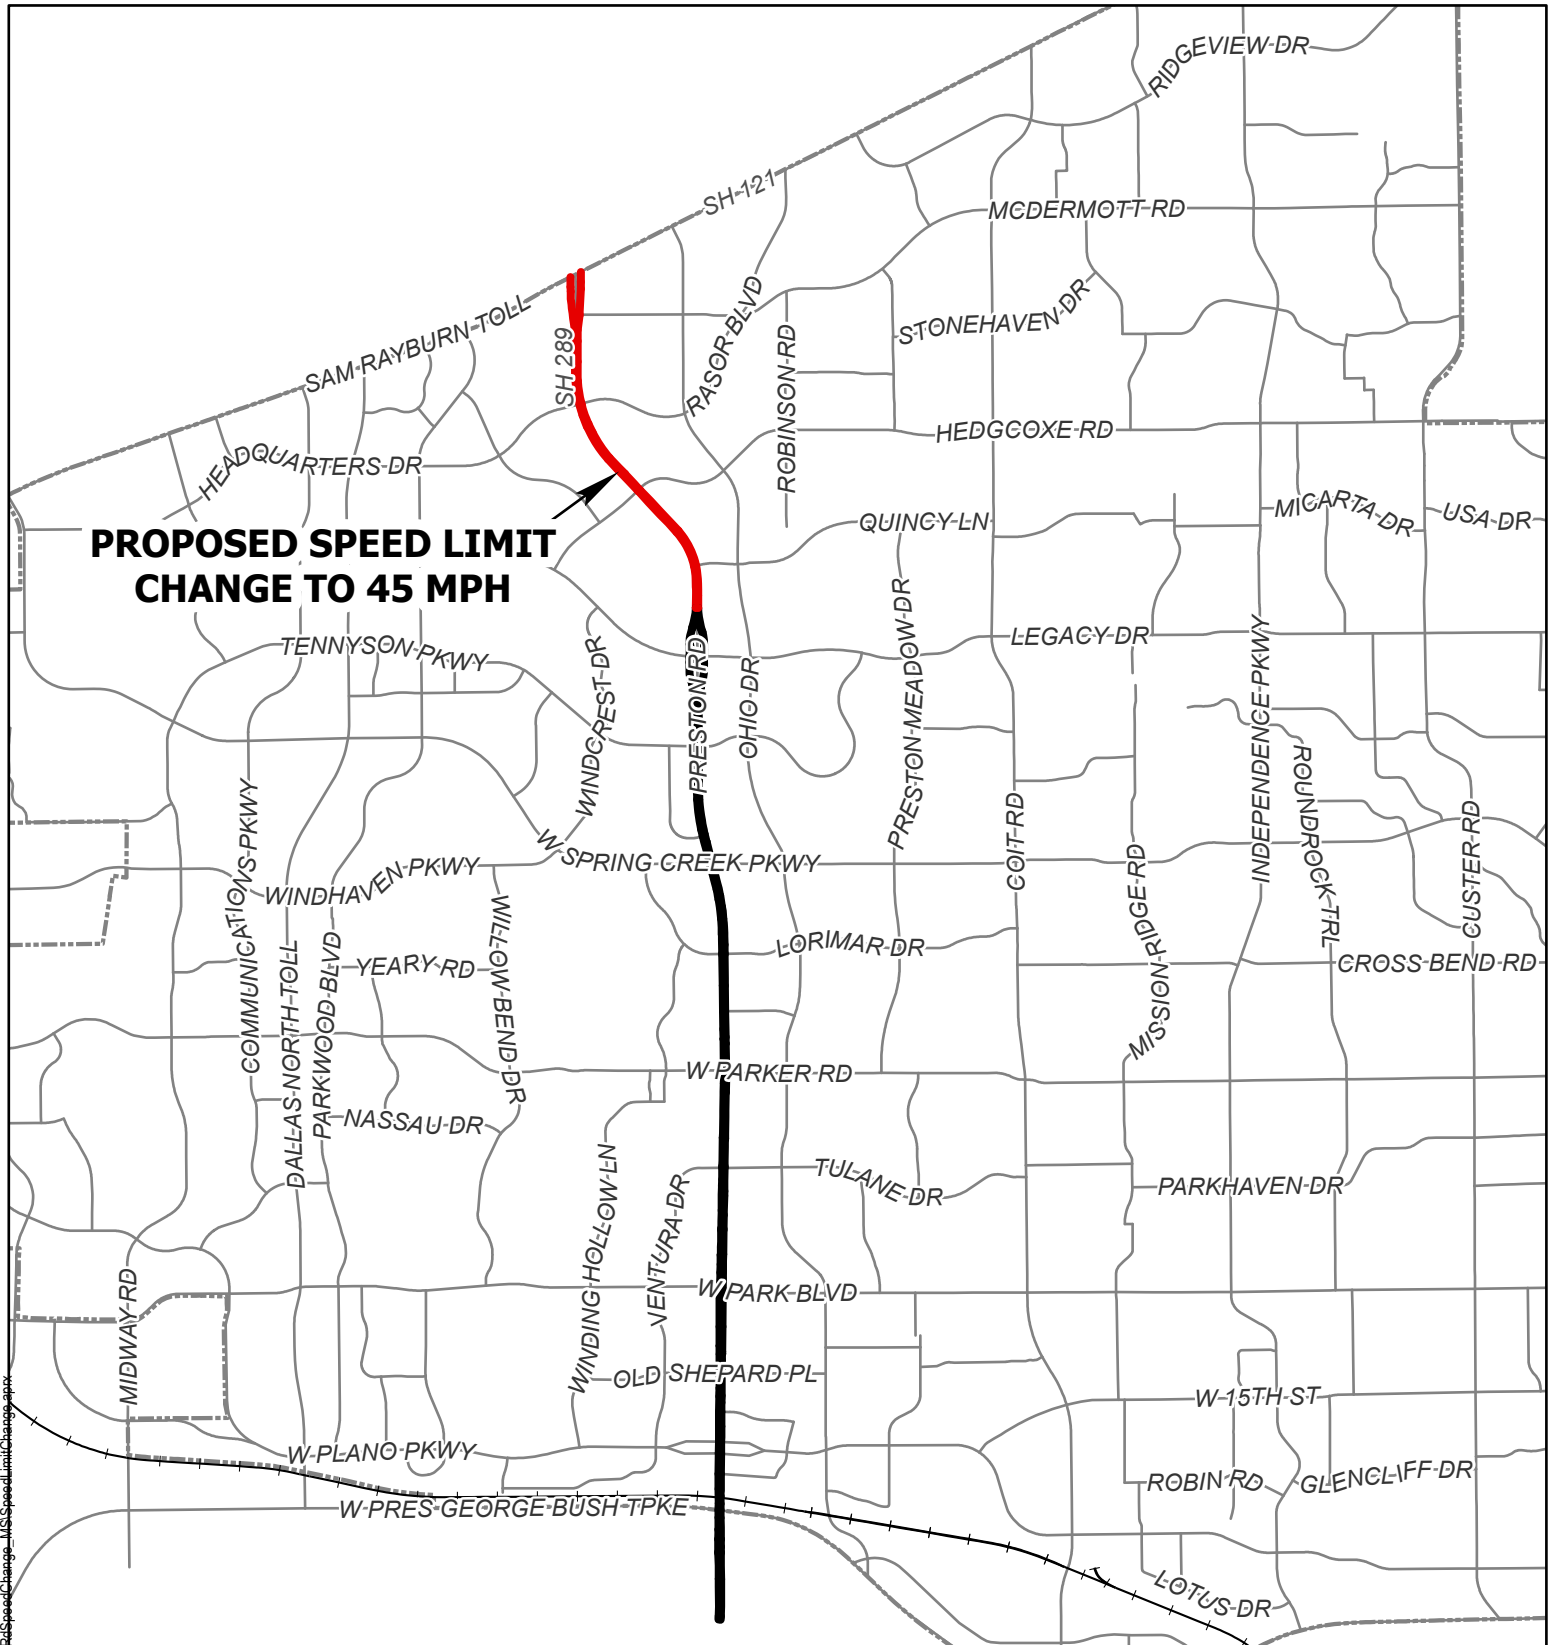 RIDGEVIEW DR
SH 121
MCDERMOTT RD
SAM RAYBURN TOLL
SH 289
RASOR BLVD
ROBINSON RD
STONEHAVEN DR
HEDGCOXE RD
HEADQUARTERS DR
QUINCY LN
MICARTA DR
USA DR
PROPOSED SPEED LIMIT
CHANGE TO 45 MPH
TENNYSON PKWY
WINDCREST DR
PRESTON RD
OHIO DR
PRESTON MEADOW DR
LEGACY DR
INDEPENDENCE PKWY
ROUNDROCK TRL
COIT RD
CUSTER RD
COMMUNICATIONS PKWY
WINDHAVEN PKWY
W SPRING CREEK PKWY
WILLOW BEND DR
MISSION RIDGE RD
LORIMAR DR
YEARY RD
CROSS BEND RD
DALLAS NORTH TOLL
PARKWOOD BLVD
W PARKER RD
NASSAU DR
WINDING HOLLOW LN
VENTURA DR
TULANE DR
PARKHAVEN DR
MIDWAY RD
W PARK BLVD
OLD SHEPARD PL
W 15TH ST
W PLANO PKWY
ROBIN RD
GLENCLIFF DR
W PRES GEORGE BUSH TPKE
LOTUS DR
RdSpeedChange_MS\SpeedLimitChange.aprx